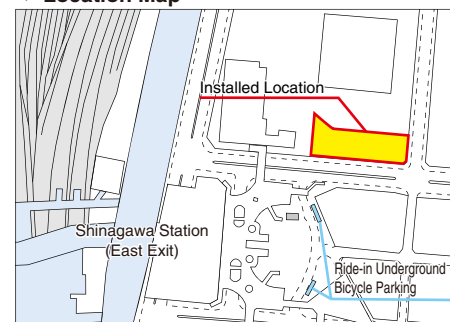 Location Map
Installed Location
Shinagawa Station
(East Exit)
Ride-in Underground
Bicycle Parking